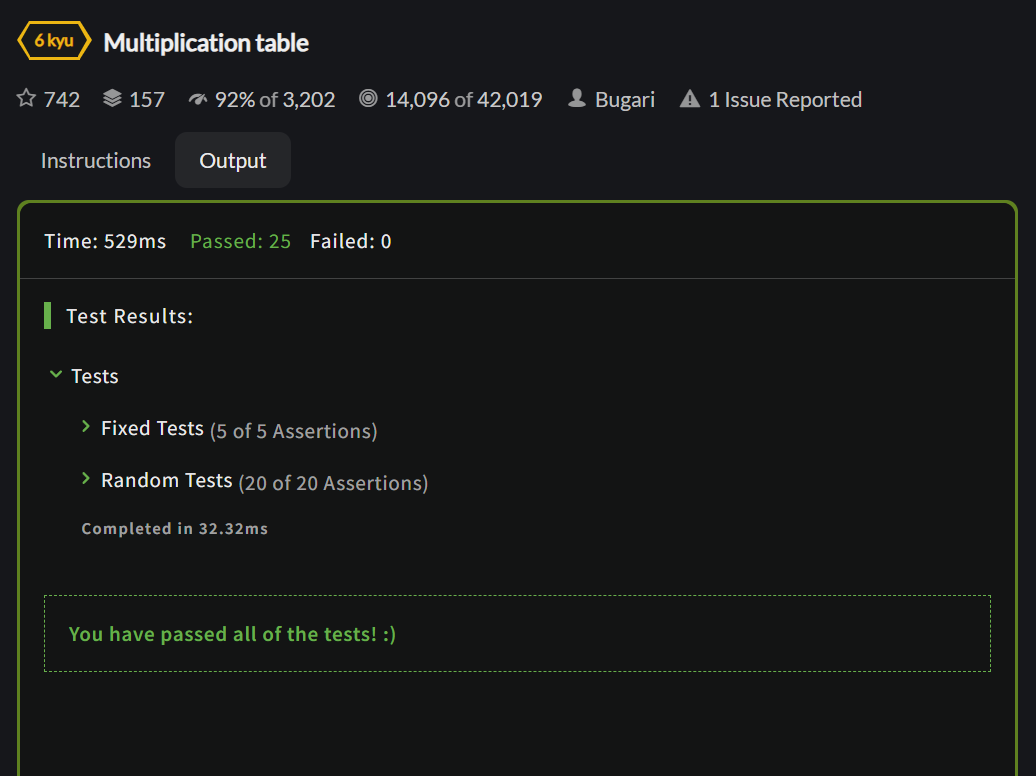 6 kyu Multiplication table
742 157 92% of 3,202 14,096 of 42,019 Bugari 1 Issue Reported
Instructions Output
Time: 529ms Passed: 25 Failed: 0
Test Results:
Tests
Fixed Tests (5 of 5 Assertions)
Random Tests (20 of 20 Assertions)
Completed in 32.32ms
You have passed all of the tests! :)